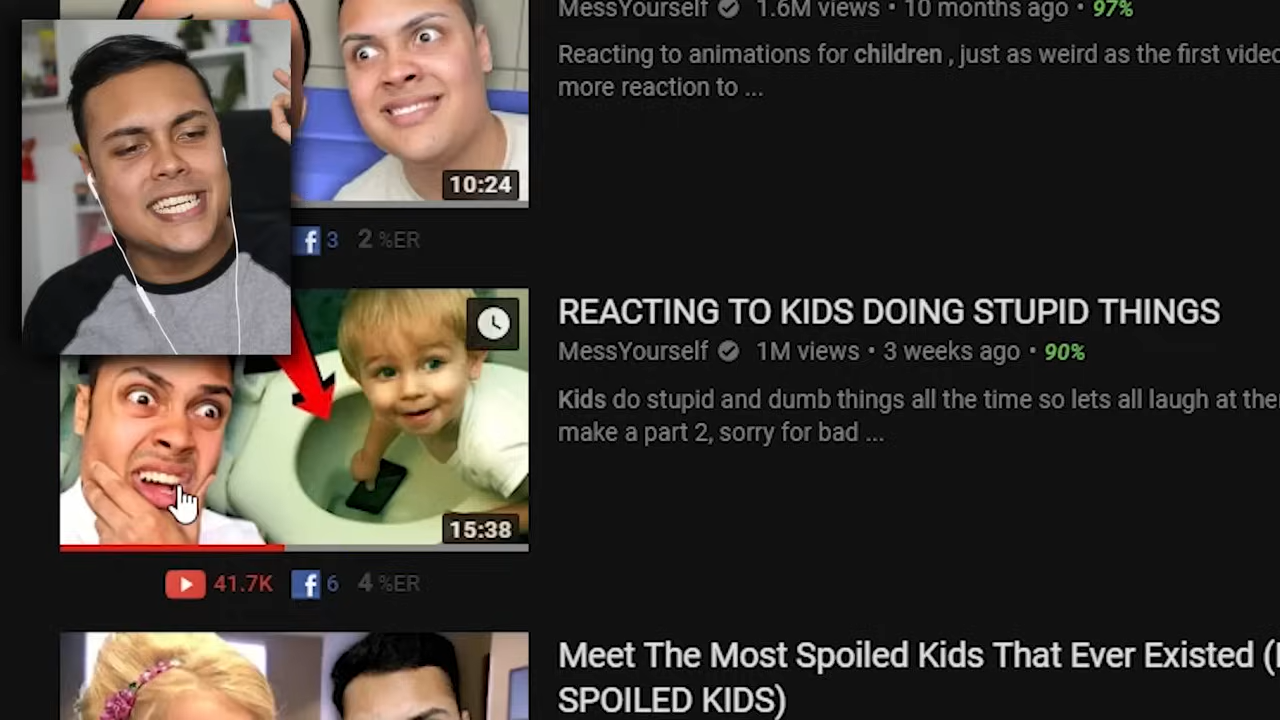 MessYourself 1.6M views • 10 months ago • 97%
Reacting to animations for children , just as weird as the first video
more reaction to ...
10:24
f 3 2 %ER
REACTING TO KIDS DOING STUPID THINGS
MessYourself 1M views • 3 weeks ago • 90%
Kids do stupid and dumb things all the time so lets all laugh at
make a part 2, sorry for bad ...
15:38
41.7K f 6 4 %ER
Meet The Most Spoiled Kids That Ever Existed (
SPOILED KIDS)